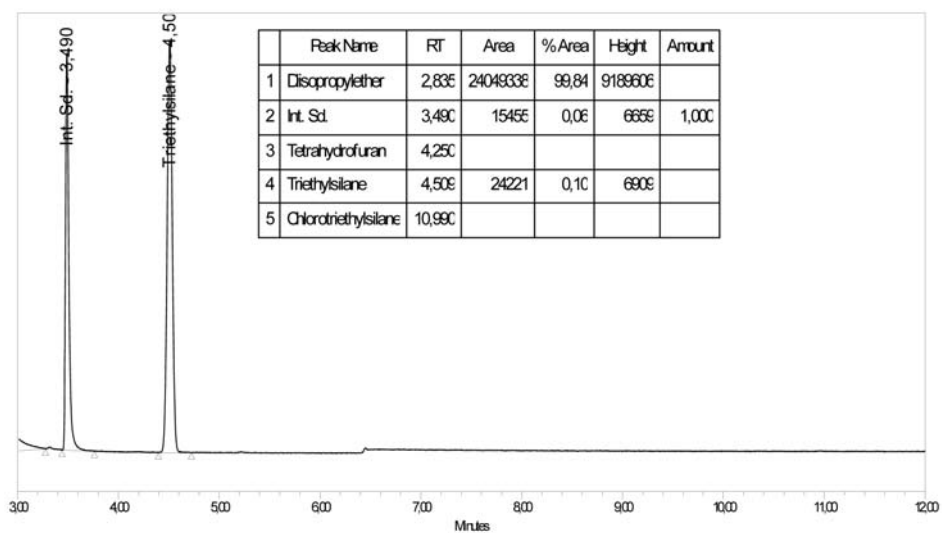 Int. Sd. - 3,490
Triethylsilane - 4,50
Peak Name RT Area % Area Height Amount
1 Diisopropylether 2,835 24049338 99,84 9189606
2 Int. Sd. 3,490 15455 0,06 6659 1,000
3 Tetrahydrofuran 4,250
4 Triethylsilane 4,509 24221 0,10 6909
5 Chlorotriethylsilane 10,990
3,00 4,00 5,00 6,00 7,00 8,00 9,00 10,00 11,00 12,00
Minutes